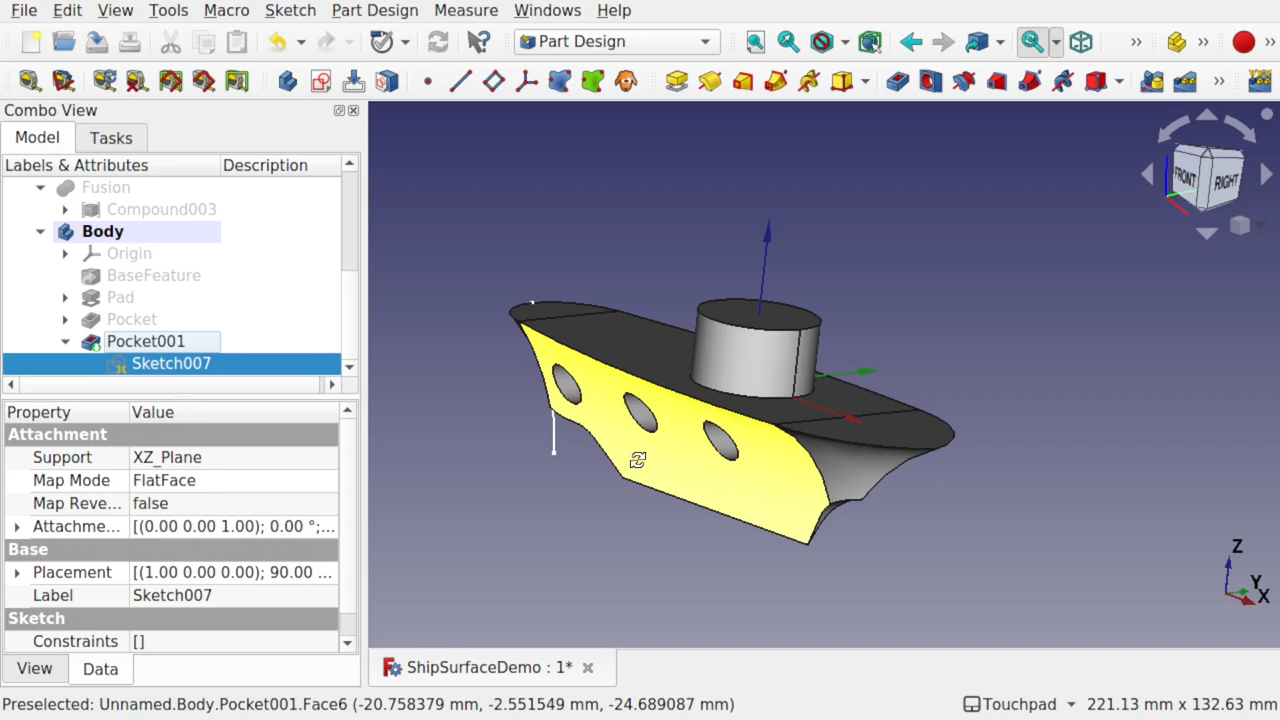 File Edit View Tools Macro Sketch Part Design Measure Windows Help
Part Design
Combo View
Model Tasks
Labels & Attributes Description
Fusion
Compound003
Body
Origin
BaseFeature
Pad
Pocket
Pocket001
Sketch007
Property Value
Attachment
Support XZ_Plane
Map Mode FlatFace
Map Reve... false
Attachme... [(0.00 0.00 1.00); 0.00 °;...
Base
Placement [(1.00 0.00 0.00); 90.00 ...
Label Sketch007
Sketch
Constraints []
View Data
FRONT RIGHT
Z
Y
X
ShipSurfaceDemo : 1*
Preselected: Unnamed.Body.Pocket001.Face6 (-20.758379 mm, -2.551549 mm, -24.689087 mm) Touchpad 221.13 mm x 132.63 mm